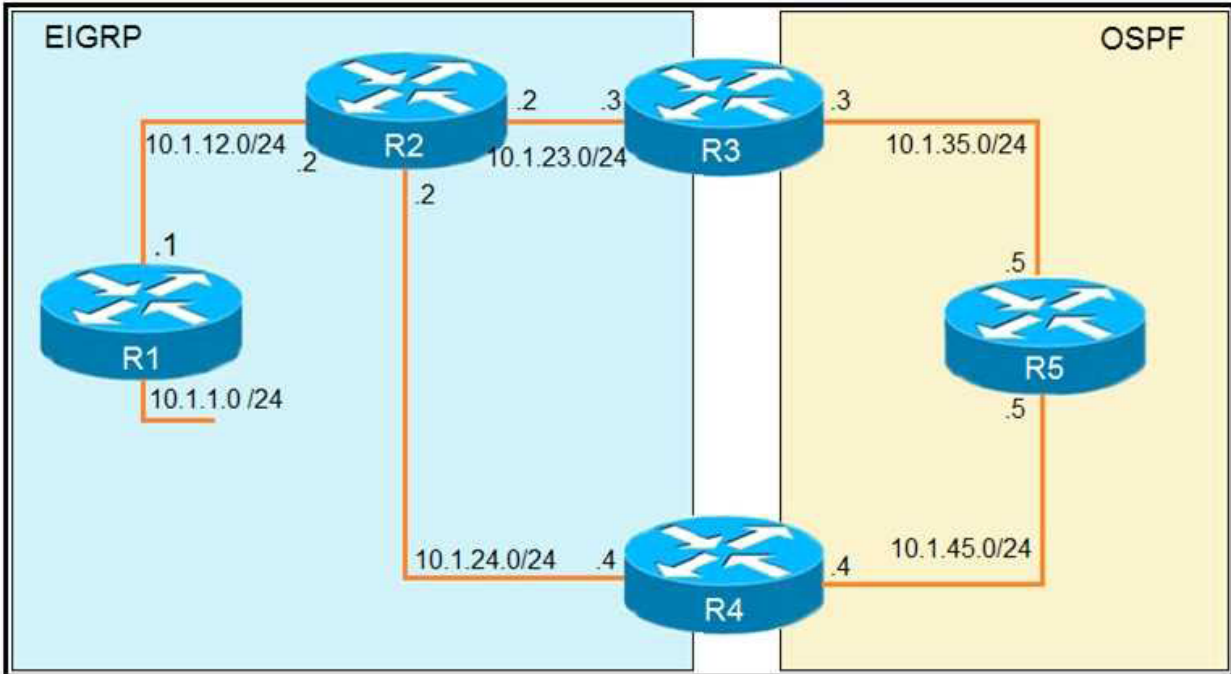 EIGRP
OSPF
.2
.3
.3
10.1.12.0/24
R2
10.1.23.0/24
R3
10.1.35.0/24
.2
.2
.1
.5
R1
R5
10.1.1.0 /24
.5
10.1.24.0/24
.4
10.1.45.0/24
.4
R4